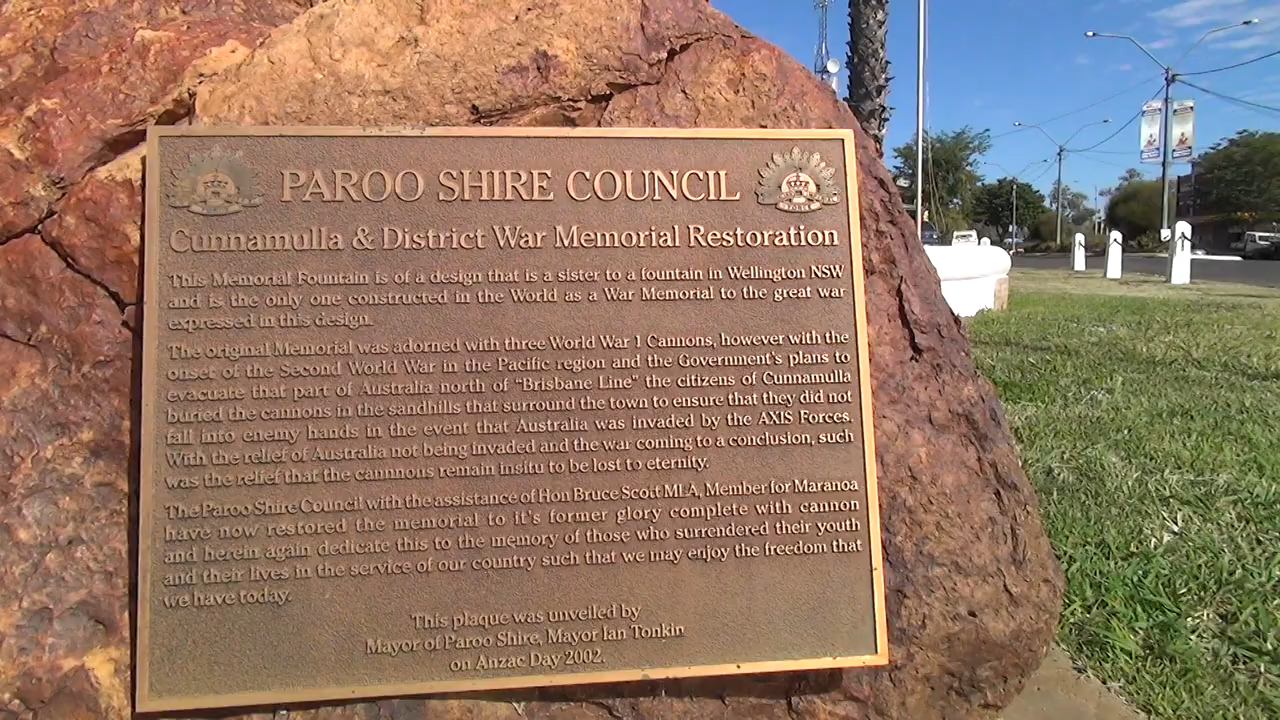 PAROO SHIRE COUNCIL
Cunnamulla & District War Memorial Restoration
This Memorial Fountain is of a design that is a sister to a fountain in Wellington NSW
and is the only one constructed in the World as a War Memorial to the great war
expressed in this design.
The original Memorial was adorned with three World War 1 Cannons, however with the
onset of the Second World War in the Pacific region and the Government's plans to
evacuate that part of Australia north of "Brisbane Line" the citizens of Cunnamulla
buried the cannons in the sandhills that surround the town to ensure that they did not
fall into enemy hands in the event that Australia was invaded by the AXIS Forces.
With the relief of Australia not being invaded and the war coming to a conclusion, such
was the relief that the cannnons remain insitu to be lost to eternity.
The Paroo Shire Council with the assistance of Hon Bruce Scott MLA, Member for Maranoa
have now restored the memorial to it's former glory complete with cannon
and herein again dedicate this to the memory of those who surrendered their youth
and their lives in the service of our country such that we may enjoy the freedom that
we have today.
This plaque was unveiled by
Mayor of Paroo Shire, Mayor Ian Tonkin
on Anzac Day 2002.